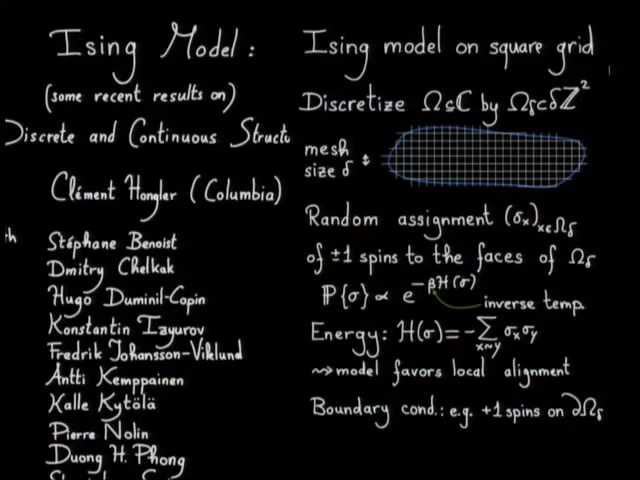 Ising Model:
(some recent results on)
Discrete and Continuous Structu
Clément Hongler (Columbia)
th
Stéphane Benoist
Dmitry Chelkak
Hugo Duminil-Copin
Konstantin Izyurov
Fredrik Johansson-Viklund
Antti Kemppainen
Kalle Kytölä
Pierre Nolin
Duong H. Phong
Ising model on square grid
Discretize Ω⊂ℂ by Ω_δ⊂δℤ²
mesh
size δ
Random assignment (σ_x)_{x∈Ω_δ}
of ±1 spins to the faces of Ω_δ
ℙ{σ} ∝ e^{-βH(σ)}
inverse temp.
Energy: H(σ)=-∑_{x~y} σ_xσ_y
⇝ model favors local alignment
Boundary cond.: e.g. +1 spins on ∂Ω_δ